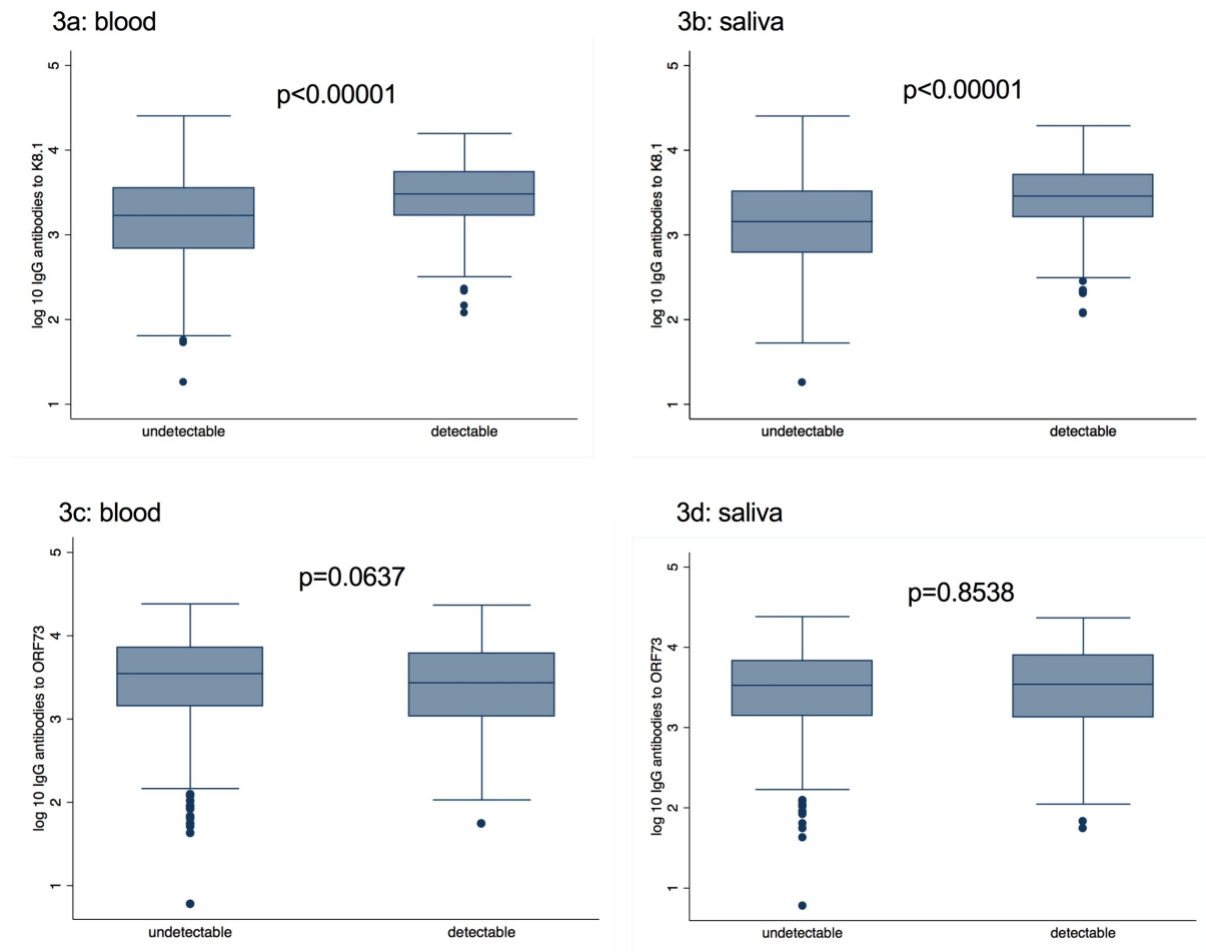 3a: blood
p<0.00001
log 10 IgG antibodies to K8.1
5
4
3
2
1
undetectable
detectable
3b: saliva
p<0.00001
log 10 IgG antibodies to K8.1
5
4
3
2
1
undetectable
detectable
3c: blood
p=0.0637
log 10 IgG antibodies to ORF73
5
4
3
2
1
undetectable
detectable
3d: saliva
p=0.8538
log 10 IgG antibodies to ORF73
5
4
3
2
1
undetectable
detectable